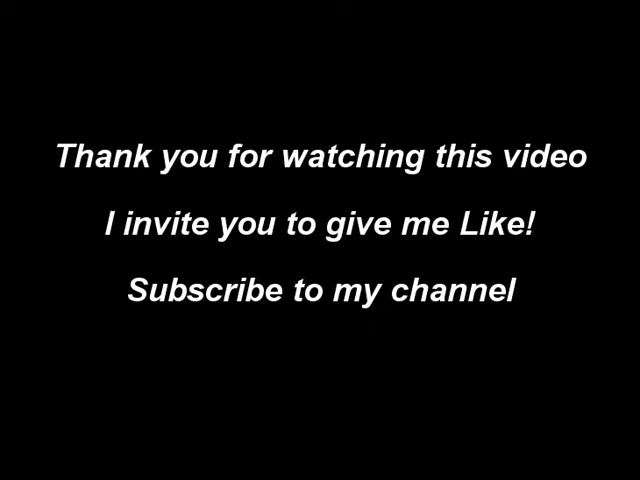 Thank you for watching this video
I invite you to give me Like!
Subscribe to my channel